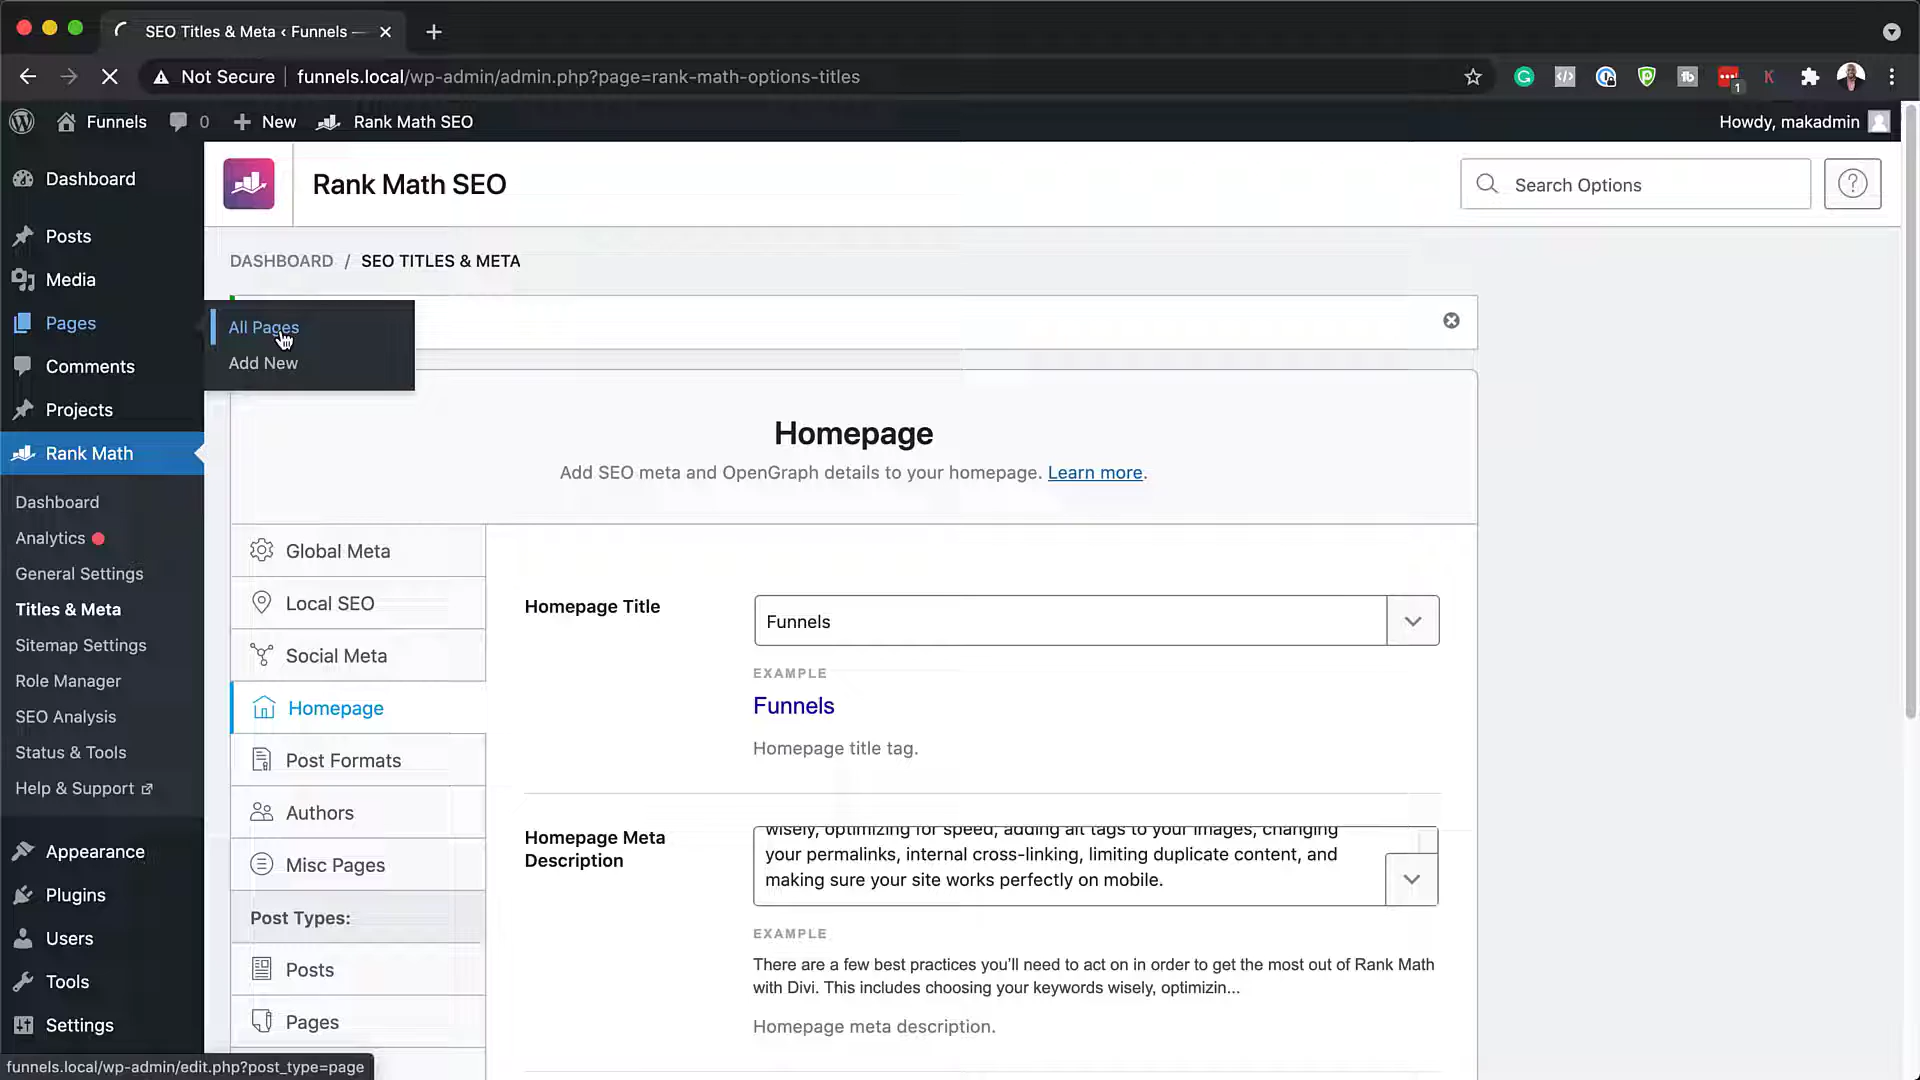 SEO Titles & Meta ‹ Funnels —
Not Secure
funnels.local/wp-admin/admin.php?page=rank-math-options-titles
1
Funnels
0
New
Rank Math SEO
Howdy, makadmin
Dashboard
Posts
Media
Pages
Comments
Projects
Rank Math
Dashboard
Analytics
General Settings
Titles & Meta
Sitemap Settings
Role Manager
SEO Analysis
Status & Tools
Help & Support
Appearance
Plugins
Users
Tools
Settings
All Pages
Add New
Rank Math SEO
Search Options
DASHBOARD / SEO TITLES & META
Homepage
Add SEO meta and OpenGraph details to your homepage. Learn more.
Global Meta
Local SEO
Social Meta
Homepage
Post Formats
Authors
Misc Pages
Post Types:
Posts
Pages
Homepage Title
Funnels
EXAMPLE
Funnels
Homepage title tag.
Homepage Meta
Description
wisely, optimizing for speed, adding alt tags to your images, changing
your permalinks, internal cross-linking, limiting duplicate content, and
making sure your site works perfectly on mobile.
EXAMPLE
There are a few best practices you'll need to act on in order to get the most out of Rank Math
with Divi. This includes choosing your keywords wisely, optimizin...
Homepage meta description.
funnels.local/wp-admin/edit.php?post_type=page